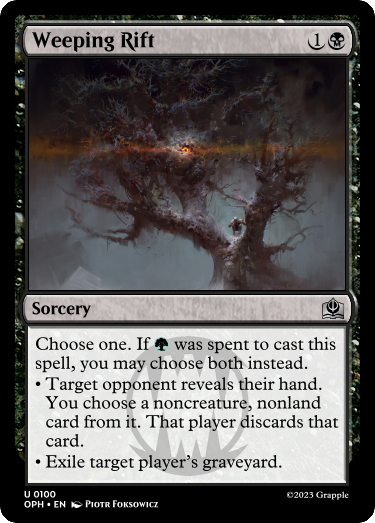 Weeping Rift 1
Sorcery
Choose one. If was spent to cast this
spell, you may choose both instead.
• Target opponent reveals their hand.
You choose a noncreature, nonland
card from it. That player discards that
card.
• Exile target player's graveyard.
U 0100
OPH • EN Piotr Foksowicz
©2023 Grapple